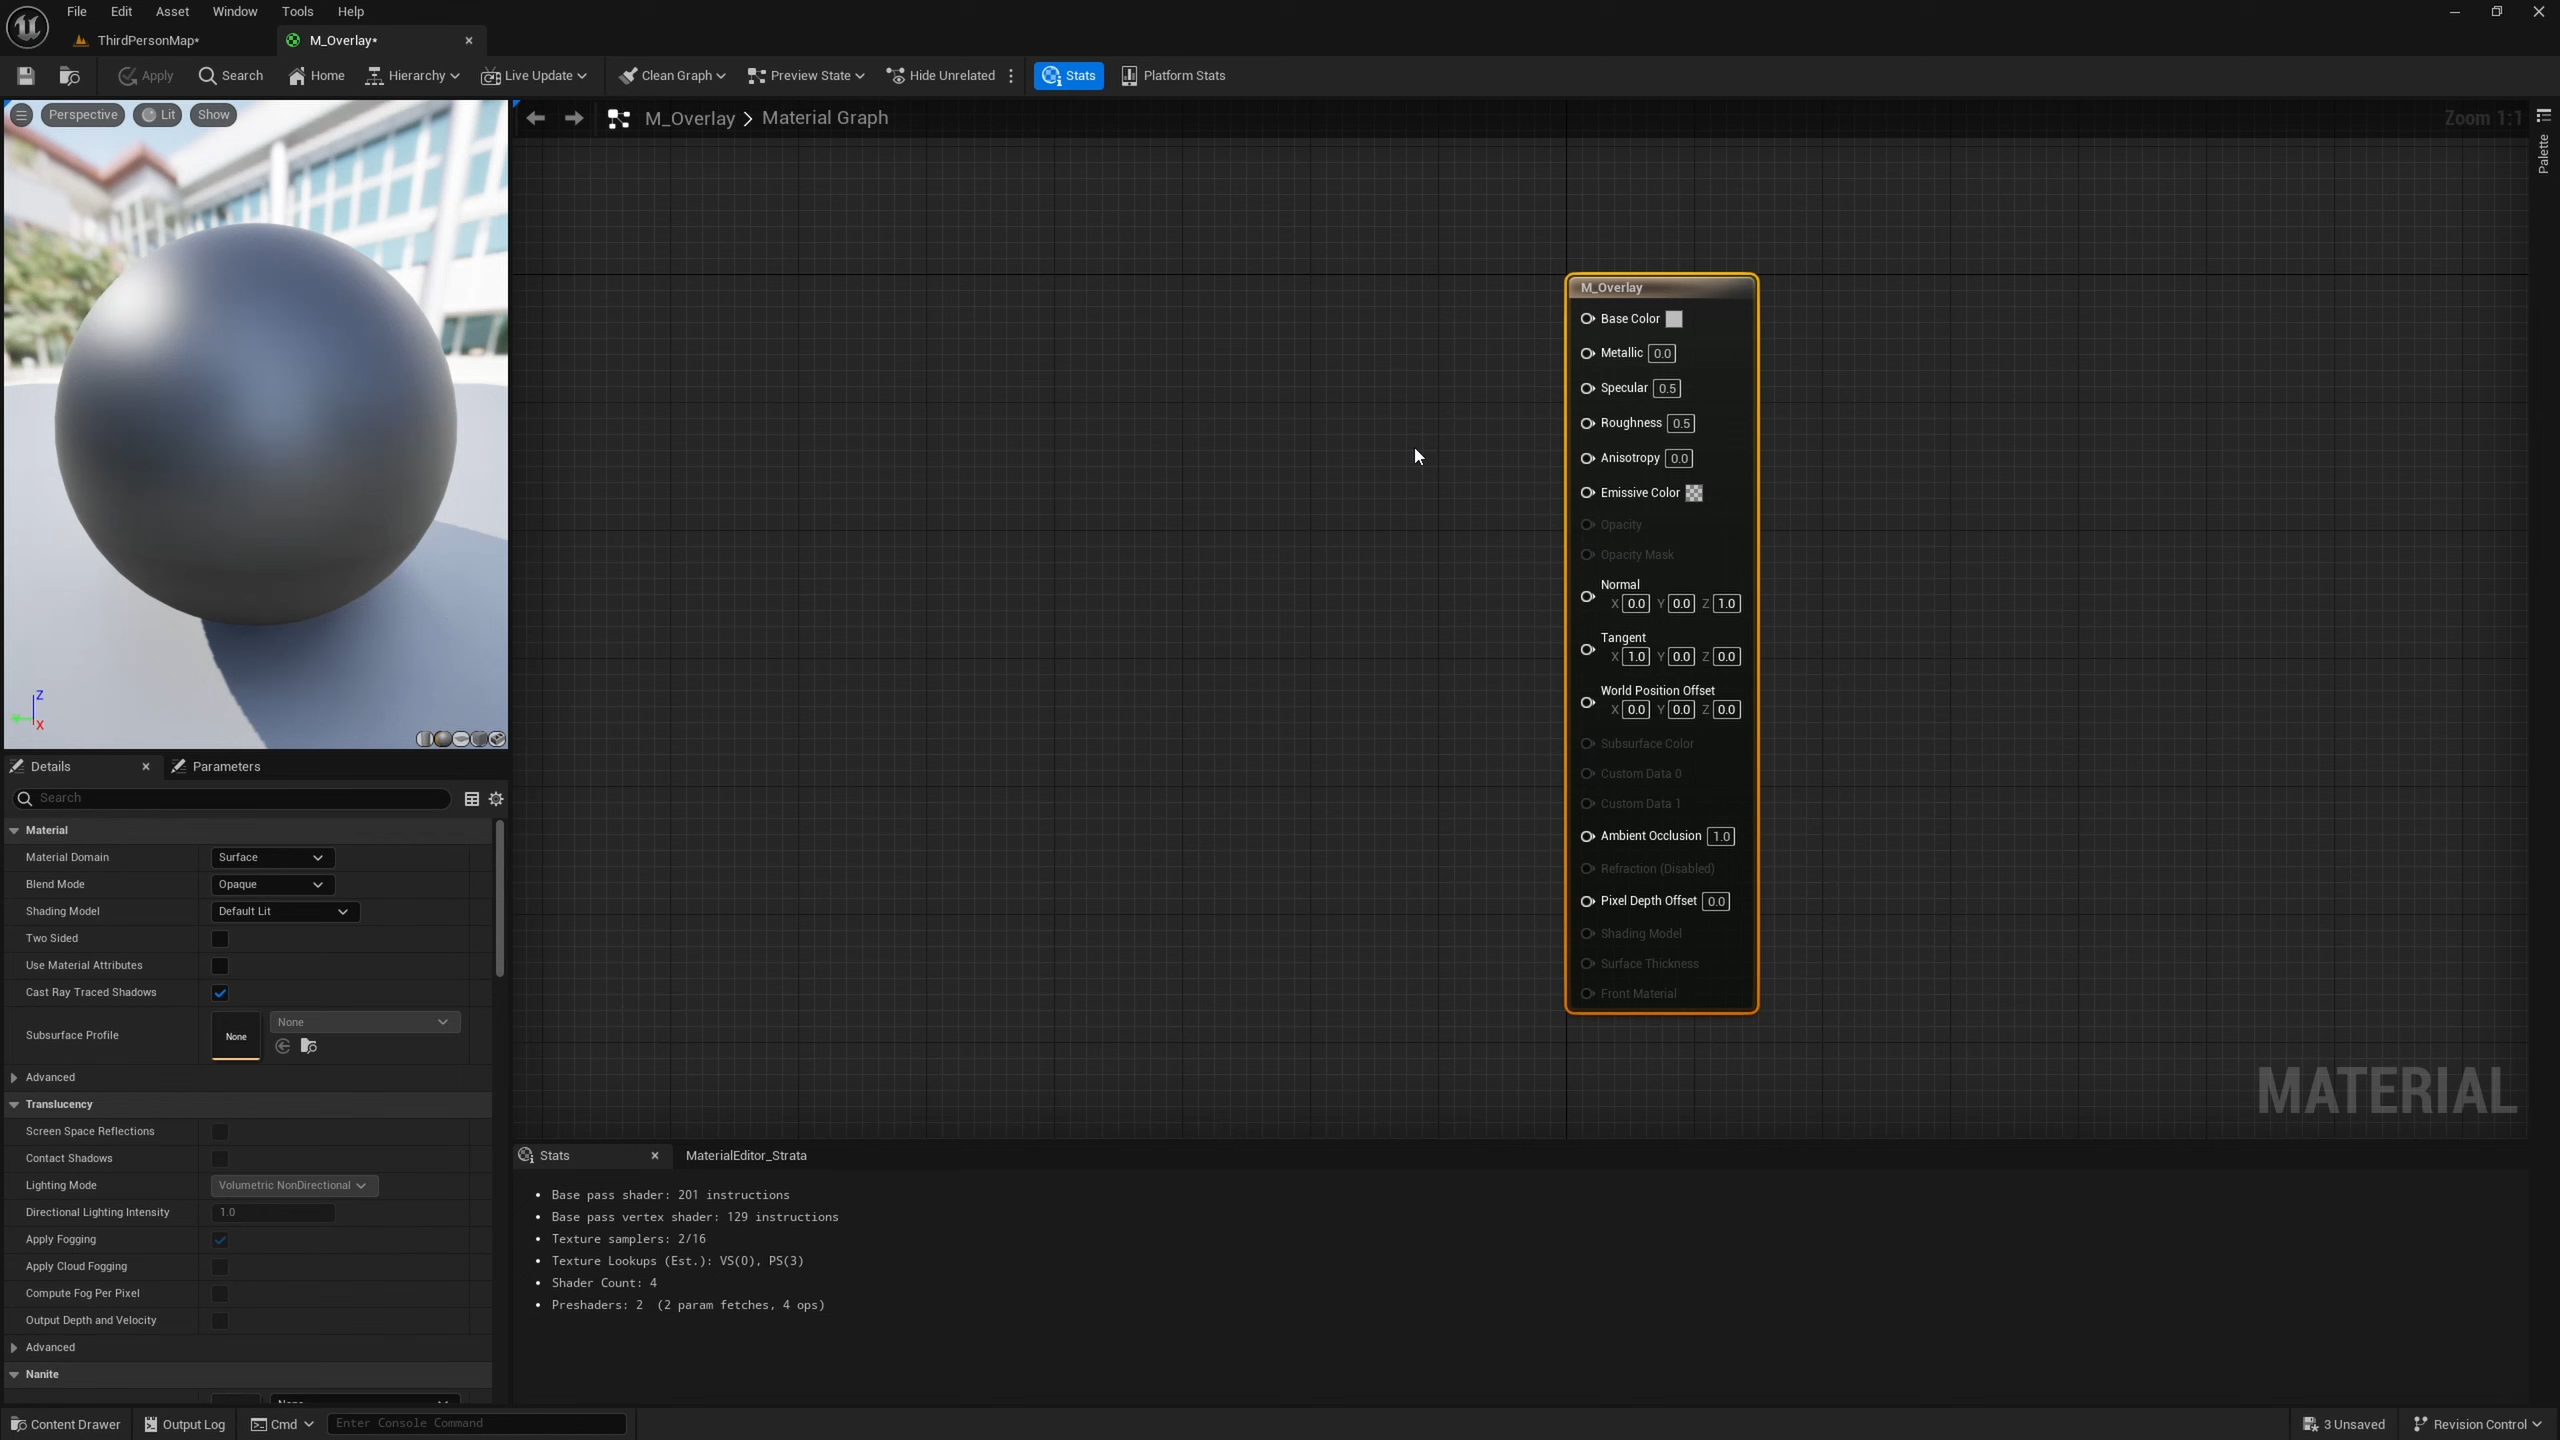 File Edit Asset Window Tools Help
ThirdPersonMap* M_Overlay*
Apply Search Home Hierarchy Live Update Clean Graph Preview State Hide Unrelated Stats Platform Stats
Perspective Lit Show
M_Overlay > Material Graph
Zoom 1:1
Palette
Z
X
M_Overlay
Base Color
Metallic 0.0
Specular 0.5
Roughness 0.5
Anisotropy 0.0
Emissive Color
Opacity
Opacity Mask
Normal
X 0.0 Y 0.0 Z 1.0
Tangent
X 1.0 Y 0.0 Z 0.0
World Position Offset
X 0.0 Y 0.0 Z 0.0
Subsurface Color
Custom Data 0
Custom Data 1
Ambient Occlusion 1.0
Refraction (Disabled)
Pixel Depth Offset 0.0
Shading Model
Surface Thickness
Front Material
MATERIAL
Details Parameters
Search
Material
Material Domain Surface
Blend Mode Opaque
Shading Model Default Lit
Two Sided
Use Material Attributes
Cast Ray Traced Shadows
Subsurface Profile None None
Advanced
Translucency
Screen Space Reflections
Contact Shadows
Lighting Mode Volumetric NonDirectional
Directional Lighting Intensity 1.0
Apply Fogging
Apply Cloud Fogging
Compute Fog Per Pixel
Output Depth and Velocity
Advanced
Nanite
Stats MaterialEditor_Strata
• Base pass shader: 201 instructions
• Base pass vertex shader: 129 instructions
• Texture samplers: 2/16
• Texture Lookups (Est.): VS(0), PS(3)
• Shader Count: 4
• Preshaders: 2 (2 param fetches, 4 ops)
Content Drawer Output Log Cmd Enter Console Command 3 Unsaved Revision Control